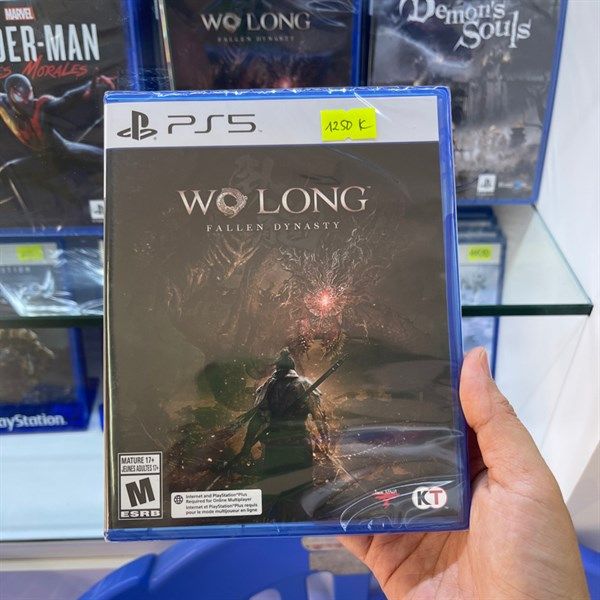 MARVEL
DER-MAN
MORALES
WO LONG
FALLEN DYNASTY
Demon's
Souls
PS5
1250 K
WO LONG
FALLEN DYNASTY
PlayStation
MATURE 17+
JEUNES ADULTES 17+
M
ESRB
Internet and PlayStation®Plus
Required for Online Multiplayer
Internet et PlayStation®Plus requis
pour le mode multijoueur en ligne
KT